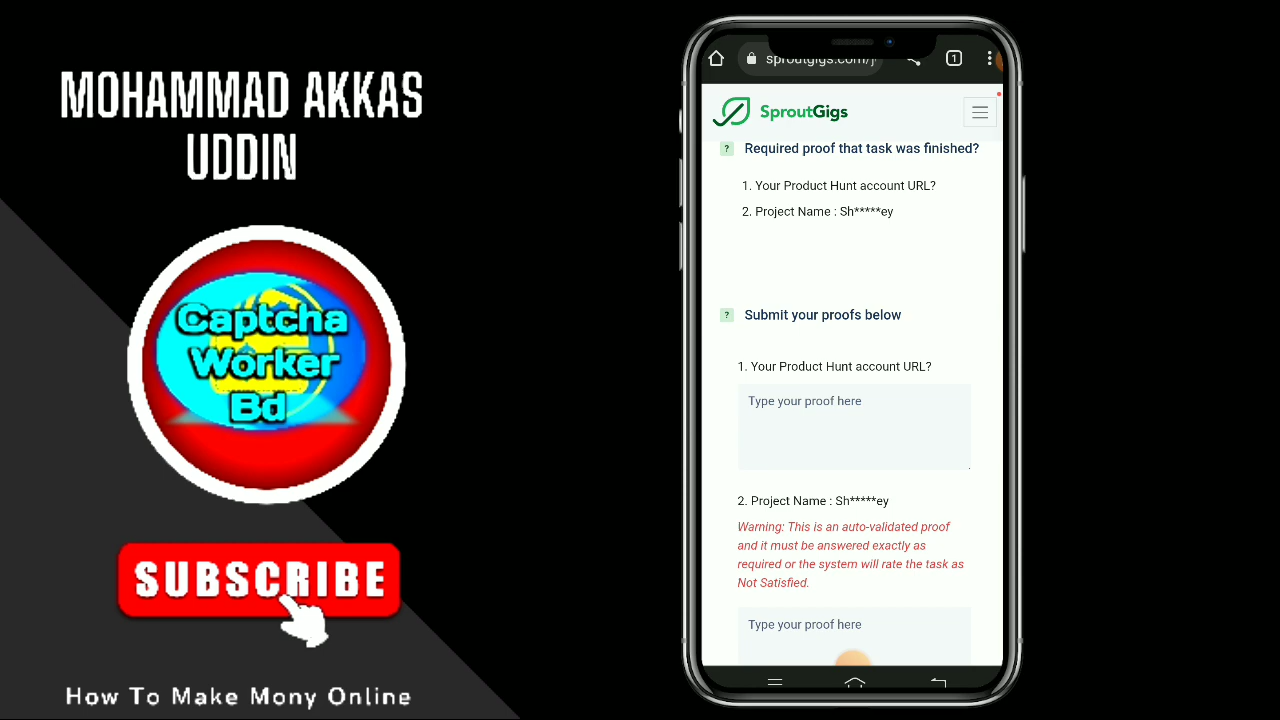 MOHAMMAD AKKAS
UDDIN
Captcha
Worker
Bd
SUBSCRIBE
How To Make Mony Online
1
SproutGigs
? Required proof that task was finished?
1. Your Product Hunt account URL?
2. Project Name : Sh*****ey
? Submit your proofs below
1. Your Product Hunt account URL?
Type your proof here
2. Project Name : Sh*****ey
Warning: This is an auto-validated proof
and it must be answered exactly as
required or the system will rate the task as
Not Satisfied.
Type your proof here